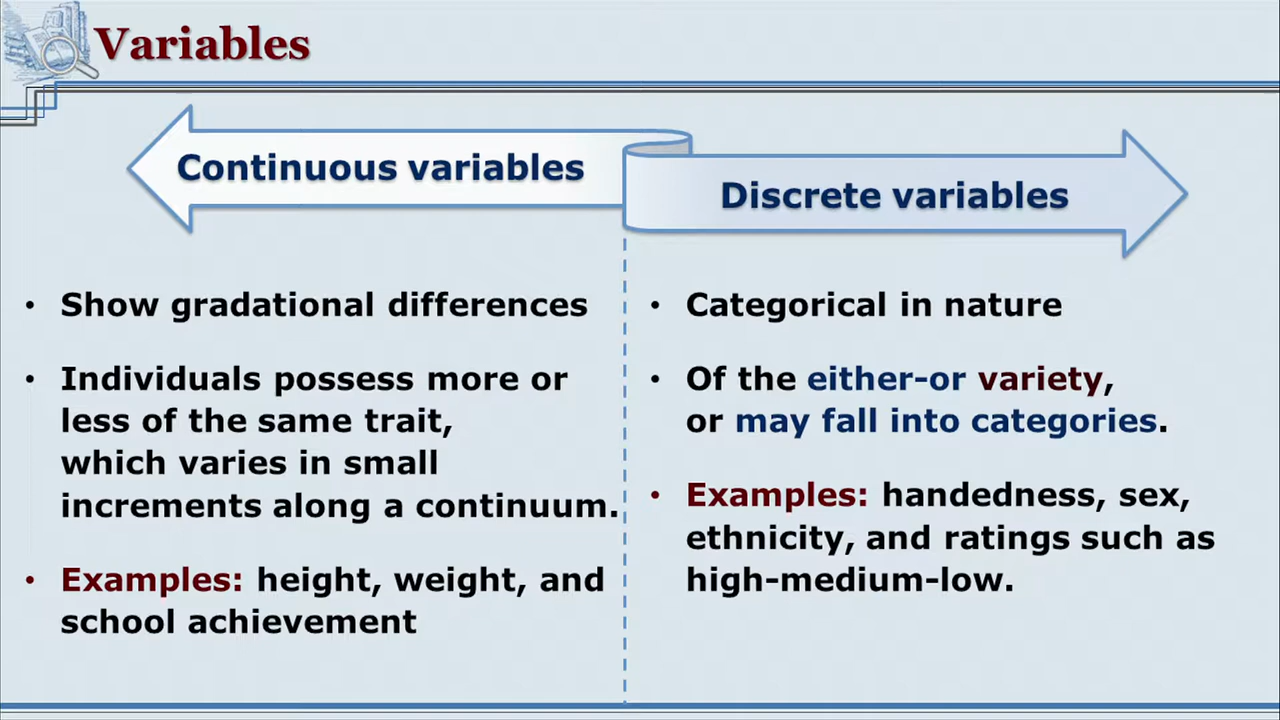 Variables
Continuous variables
Discrete variables
• Show gradational differences
• Individuals possess more or
less of the same trait,
which varies in small
increments along a continuum.
• Examples: height, weight, and
school achievement
• Categorical in nature
• Of the either-or variety,
or may fall into categories.
• Examples: handedness, sex,
ethnicity, and ratings such as
high-medium-low.